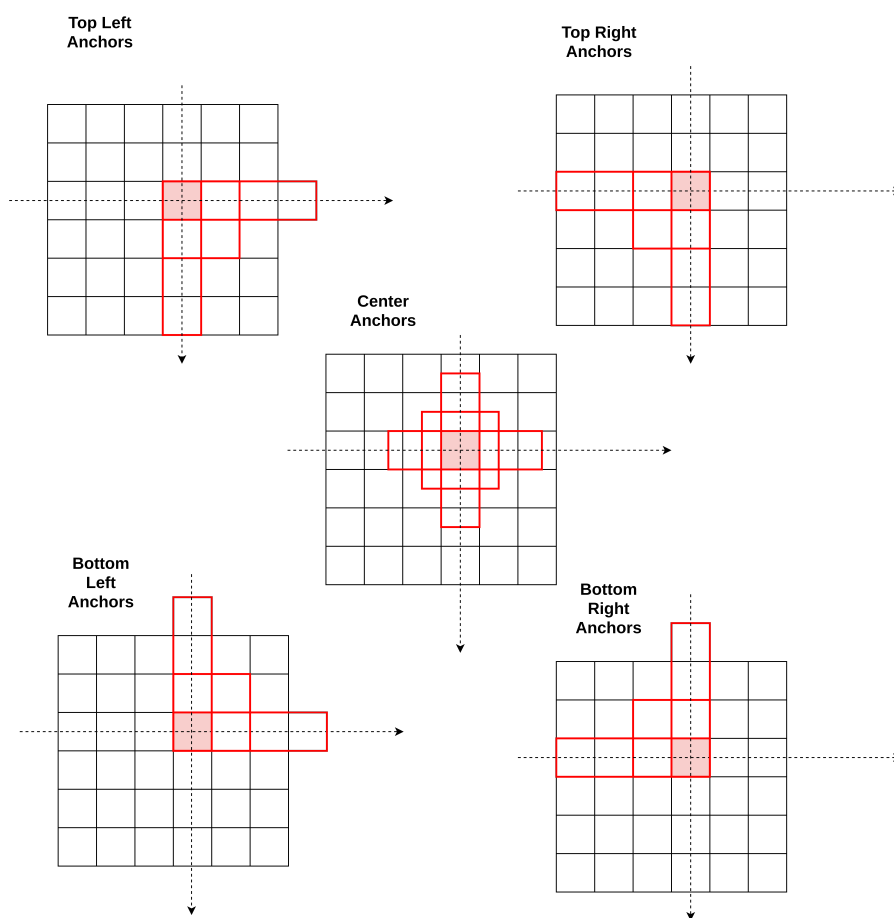 Top Left
Anchors
Top Right
Anchors
Center
Anchors
Bottom
Left
Anchors
Bottom
Right
Anchors